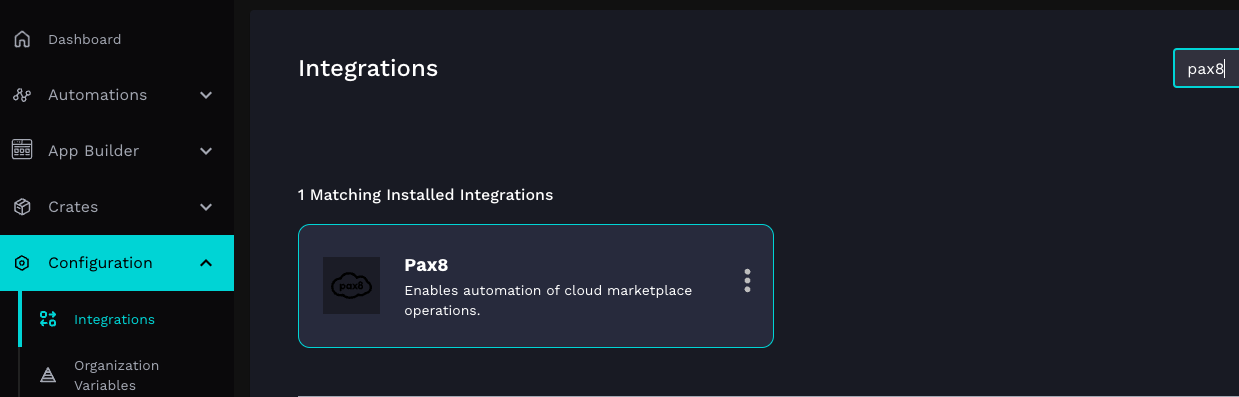 Dashboard
Automations
App Builder
Crates
Configuration
Integrations
Organization
Variables
Integrations
pax8
1 Matching Installed Integrations
pax8
Pax8
Enables automation of cloud marketplace
operations.